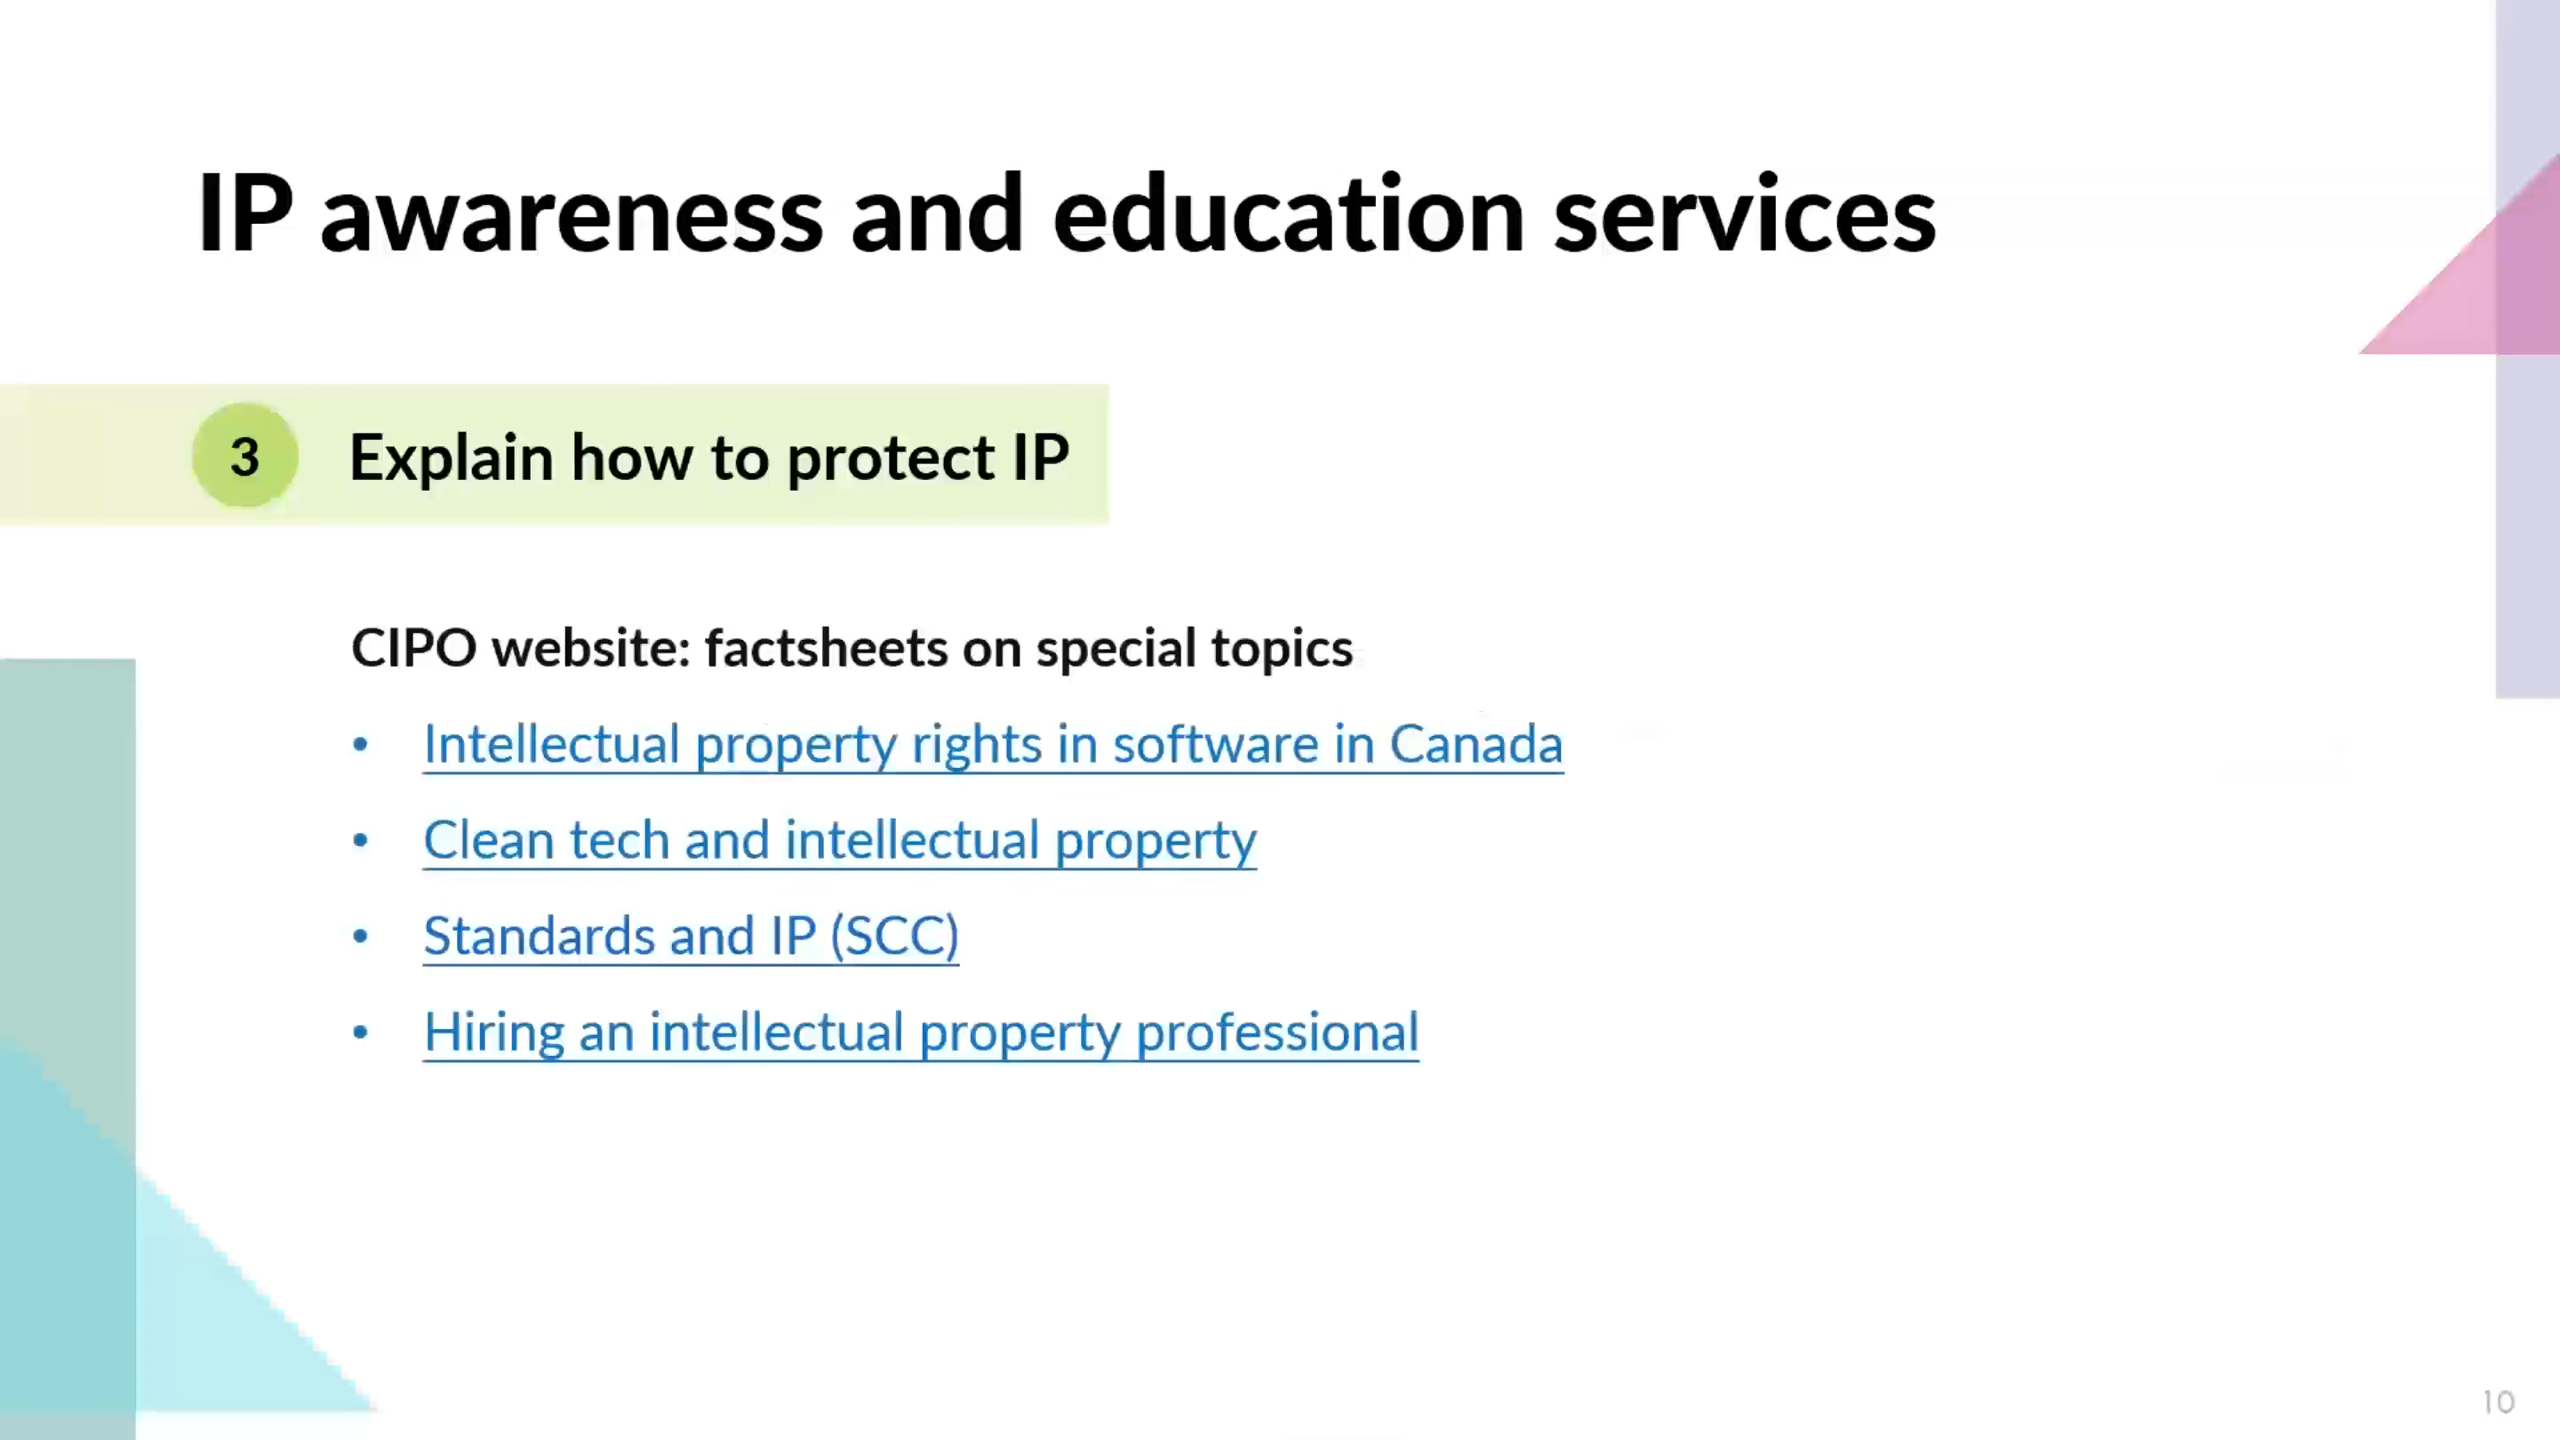 IP awareness and education services
3 Explain how to protect IP
CIPO website: factsheets on special topics
• Intellectual property rights in software in Canada
• Clean tech and intellectual property
• Standards and IP (SCC)
• Hiring an intellectual property professional
10